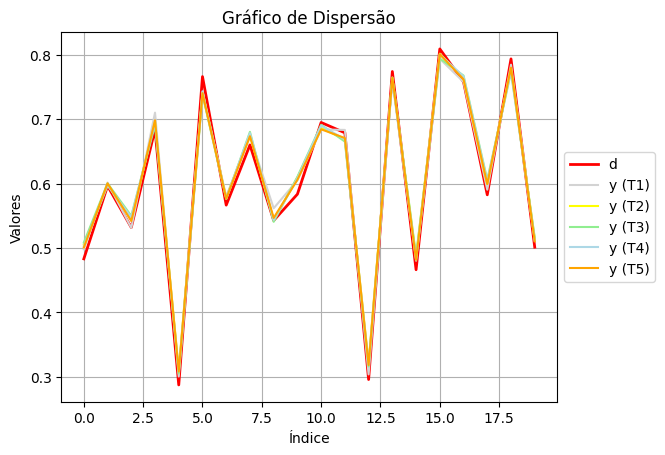 Gráfico de Dispersão
0.8
0.7
0.6
0.5
0.4
0.3
Valores
0.0 2.5 5.0 7.5 10.0 12.5 15.0 17.5
Índice
d
y (T1)
y (T2)
y (T3)
y (T4)
y (T5)